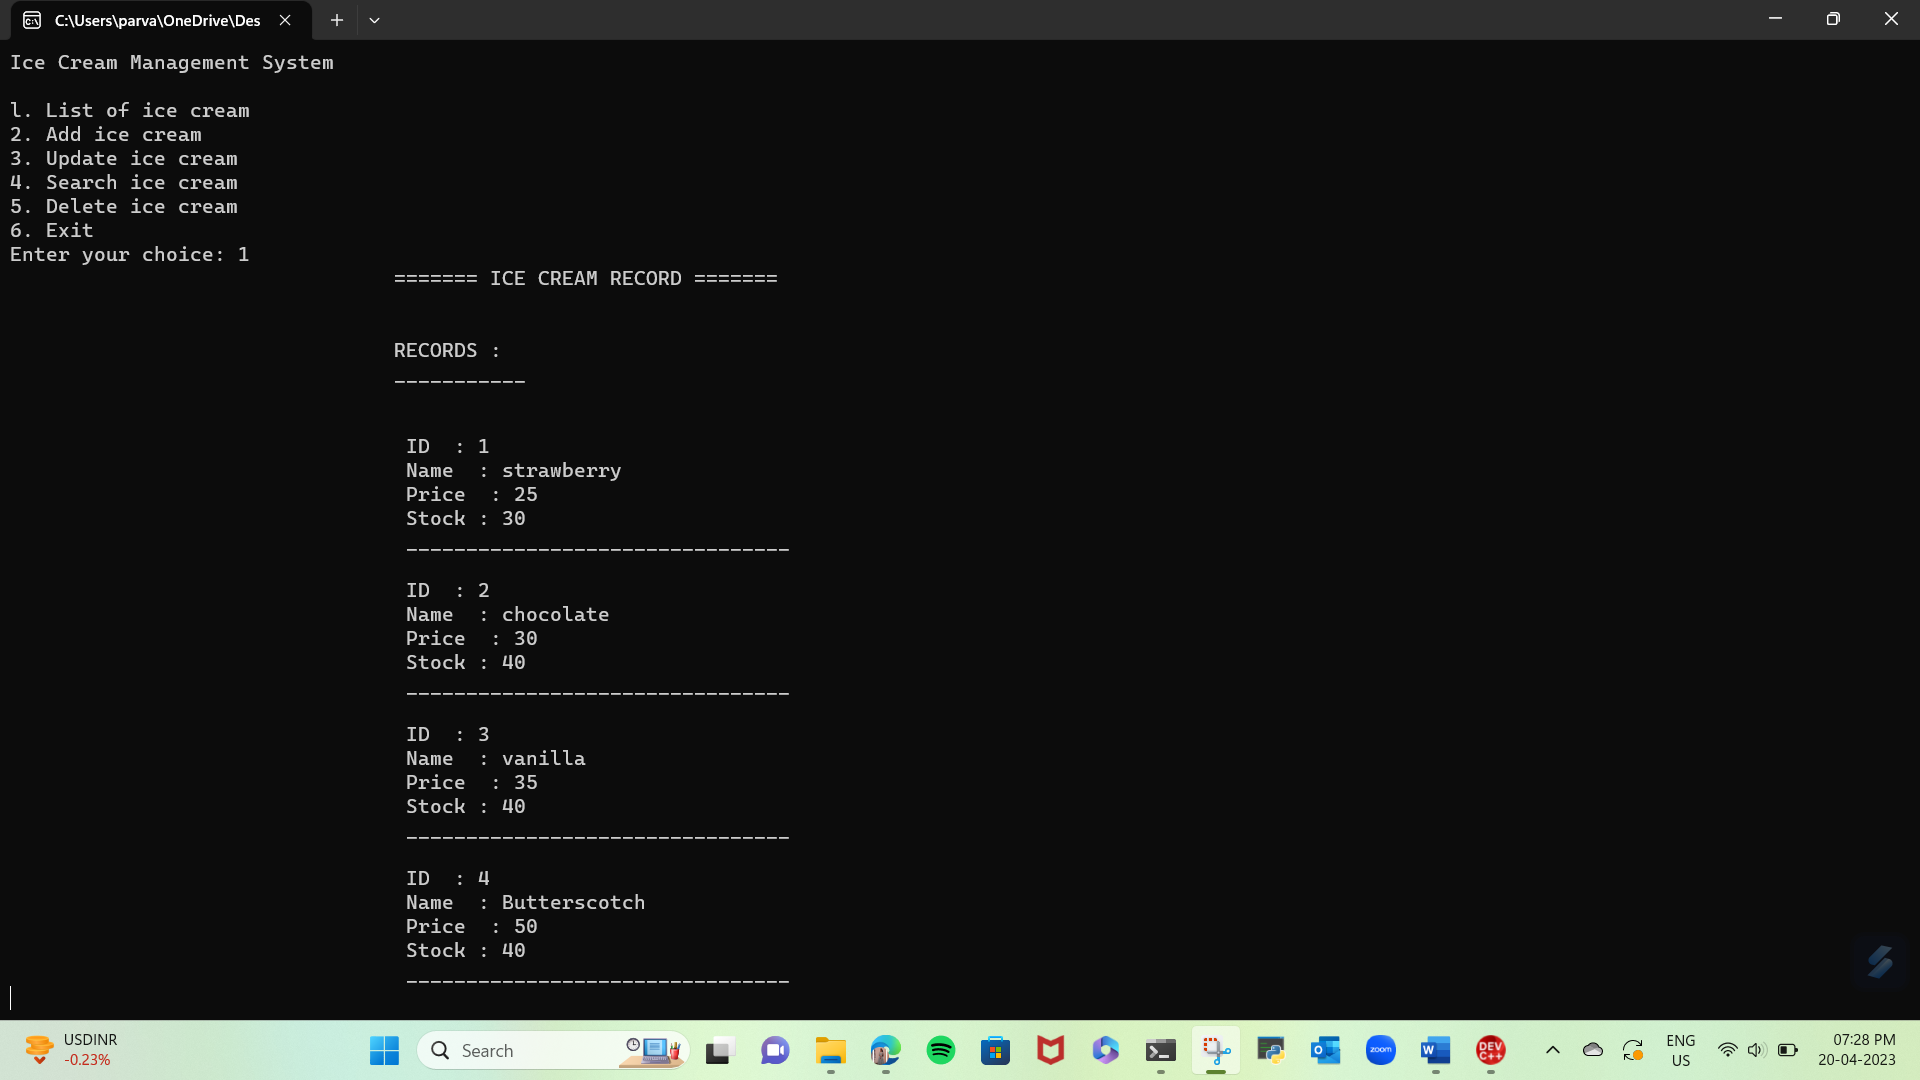 C:\Users\parva\OneDrive\Des
Ice Cream Management System
l. List of ice cream
2. Add ice cream
3. Update ice cream
4. Search ice cream
5. Delete ice cream
6. Exit
Enter your choice: 1
======= ICE CREAM RECORD =======
RECORDS :
-----------
ID  : 1
Name  : strawberry
Price  : 25
Stock : 30
--------------------------------
ID  : 2
Name  : chocolate
Price  : 30
Stock : 40
--------------------------------
ID  : 3
Name  : vanilla
Price  : 35
Stock : 40
--------------------------------
ID  : 4
Name  : Butterscotch
Price  : 50
Stock : 40
--------------------------------
USDINR
-0.23%
Search
zoom
W
DEV
C++
ENG
US
07:28 PM
20-04-2023